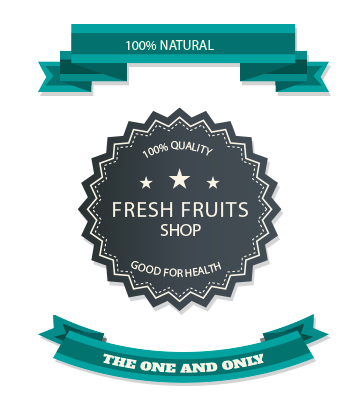 100% NATURAL
100% QUALITY
FRESH FRUITS
SHOP
GOOD FOR HEALTH
THE ONE AND ONLY